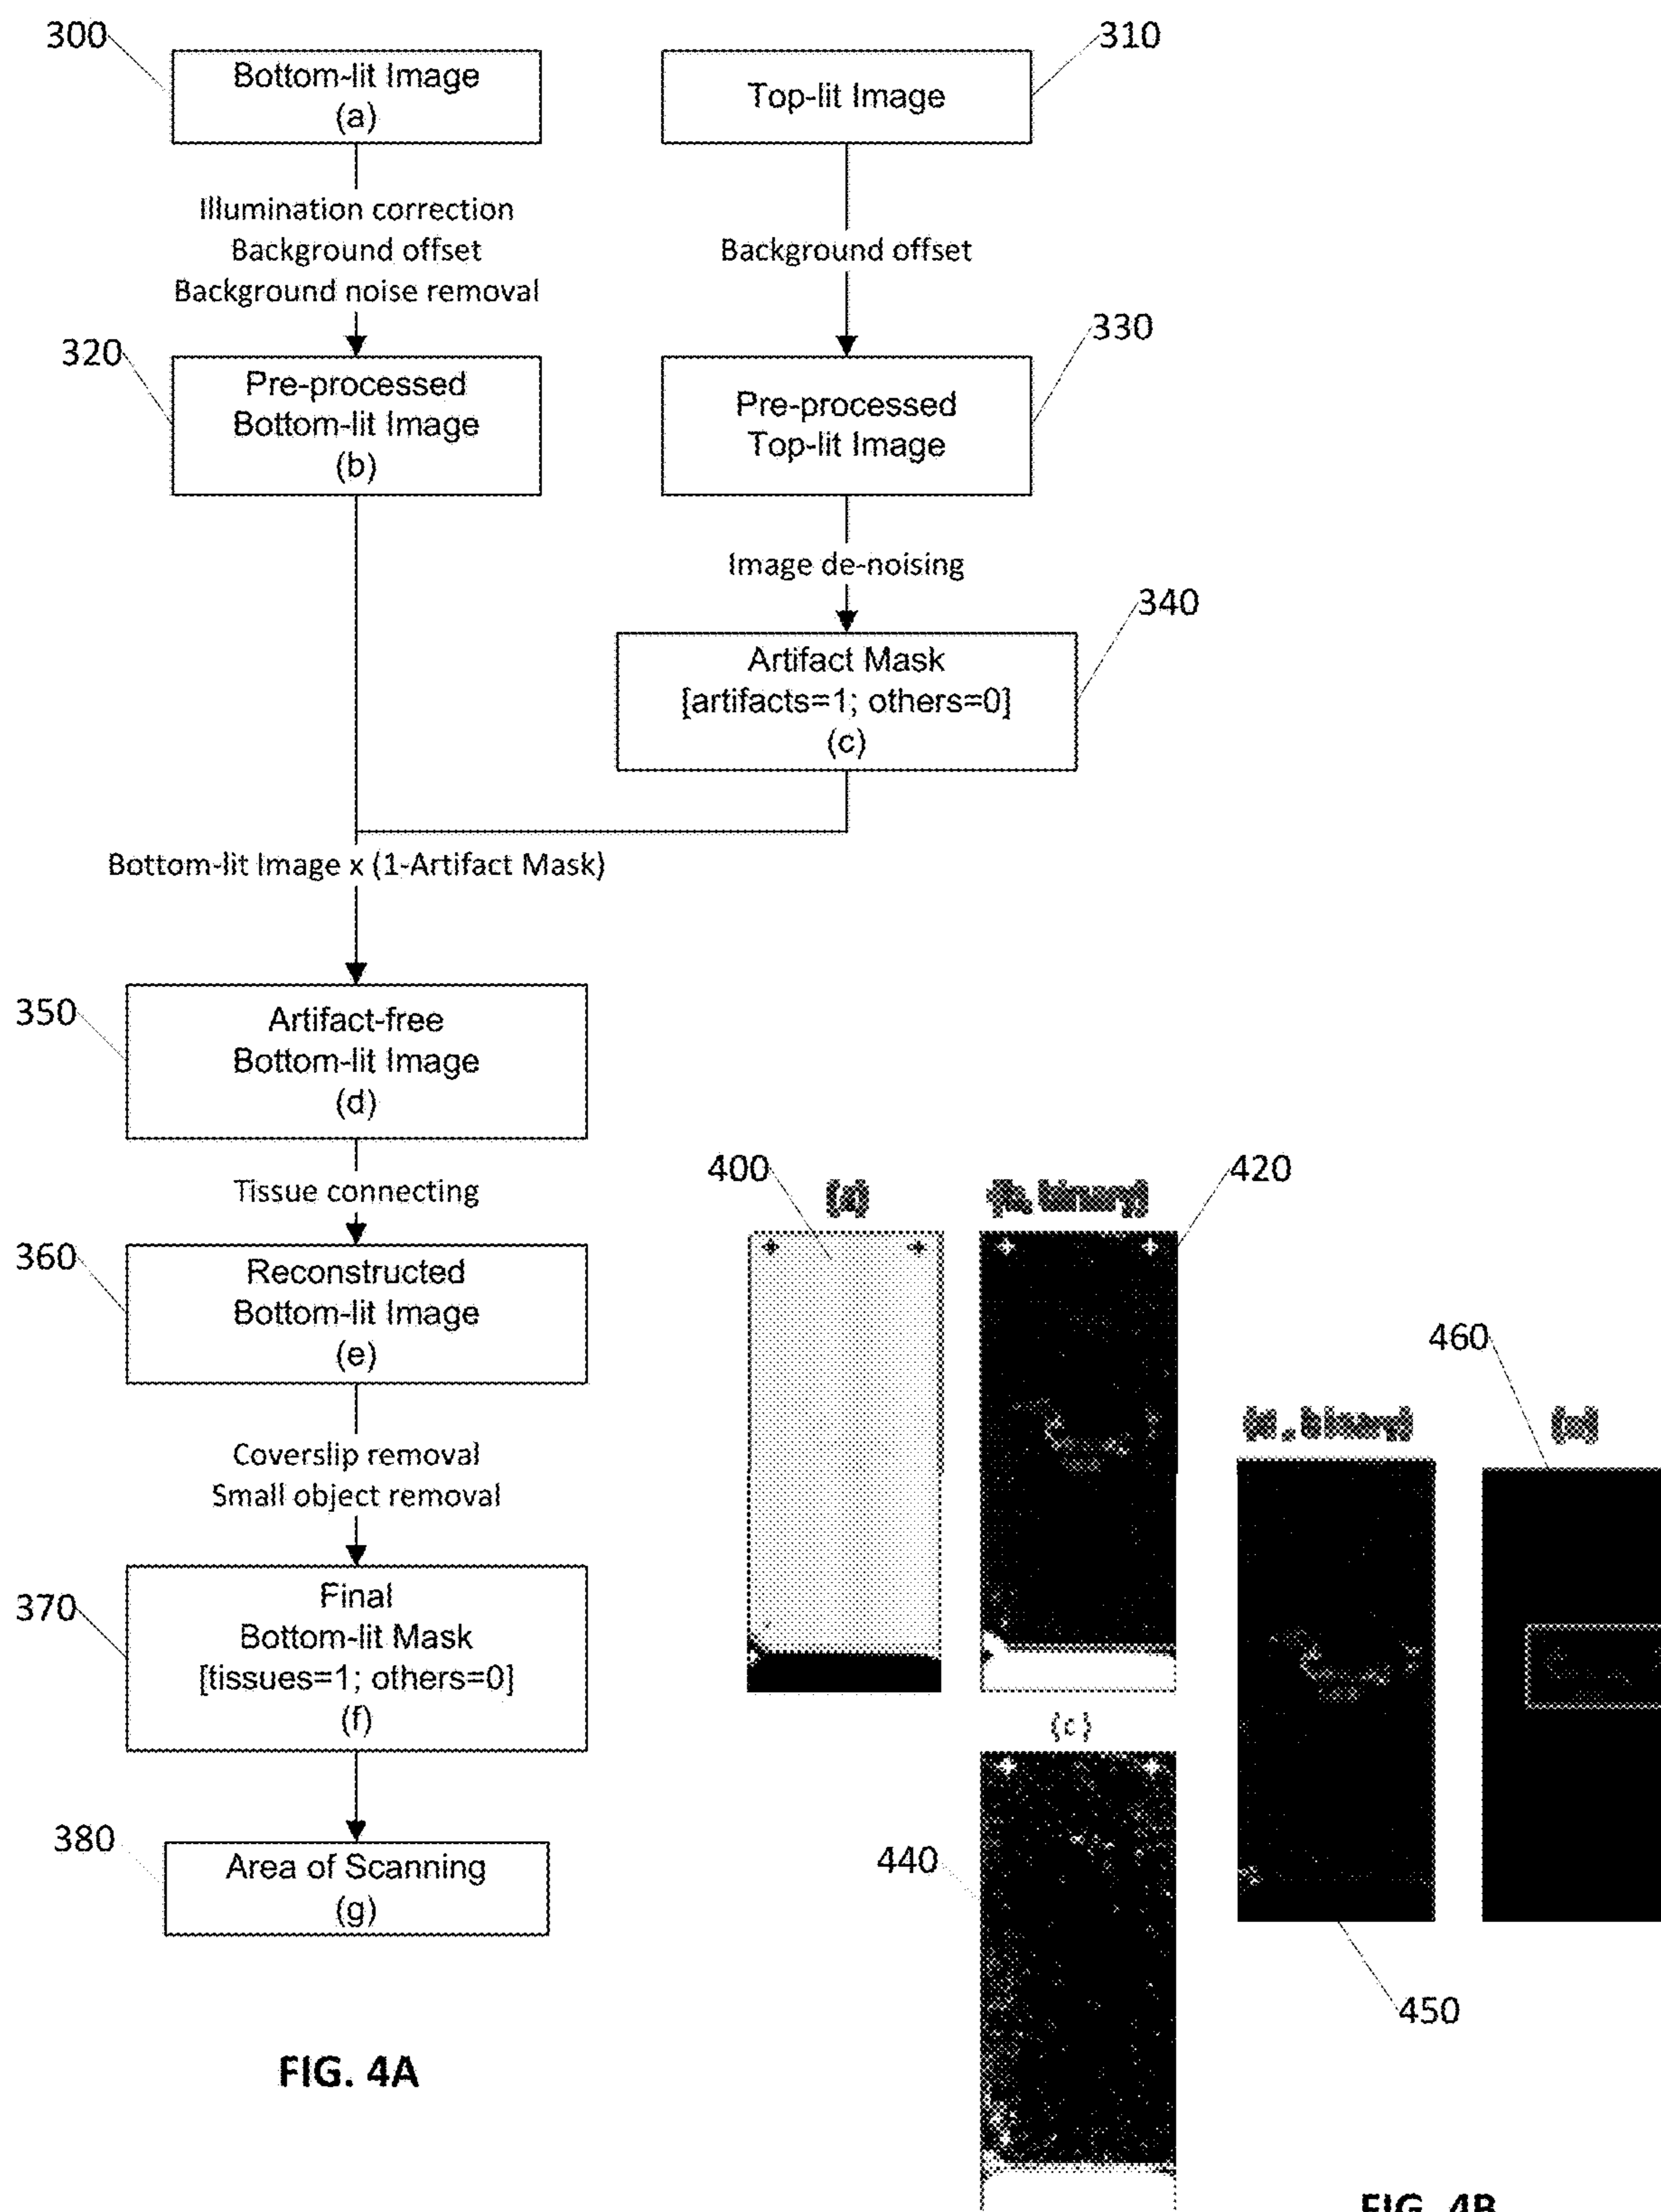 300
Bottom-lit Image
(a)
310
Top-lit Image
Illumination correction
Background offset
Background noise removal
Background offset
320
Pre-processed
Bottom-lit Image
(b)
330
Pre-processed
Top-lit Image
Image de-noising
340
Artifact Mask
[artifacts=1; others=0]
(c)
Bottom-lit Image x (1-Artifact Mask)
350
Artifact-free
Bottom-lit Image
(d)
Tissue connecting
360
Reconstructed
Bottom-lit Image
(e)
Coverslip removal
Small object removal
370
Final
Bottom-lit Mask
[tissues=1; others=0]
(f)
380
Area of Scanning
(g)
FIG. 4A
400
420
(b, binary)
460
binary)
(c)
440
450
FIG. 4B